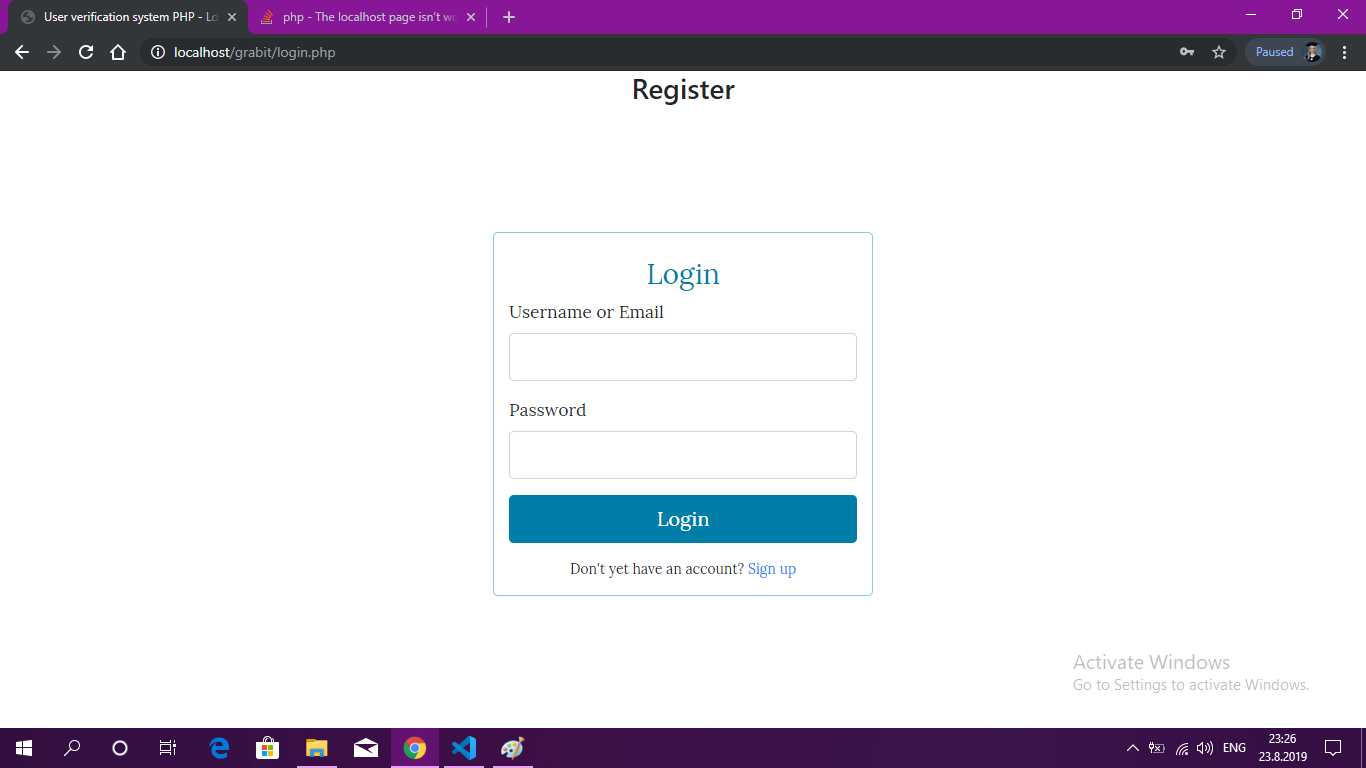 User verification system PHP - Lo
php - The localhost page isn't wo
localhost/grabit/login.php
Paused
Register
Login
Username or Email
Password
Login
Don't yet have an account? Sign up
Activate Windows
Go to Settings to activate Windows.
ENG
23:26
23.8.2019